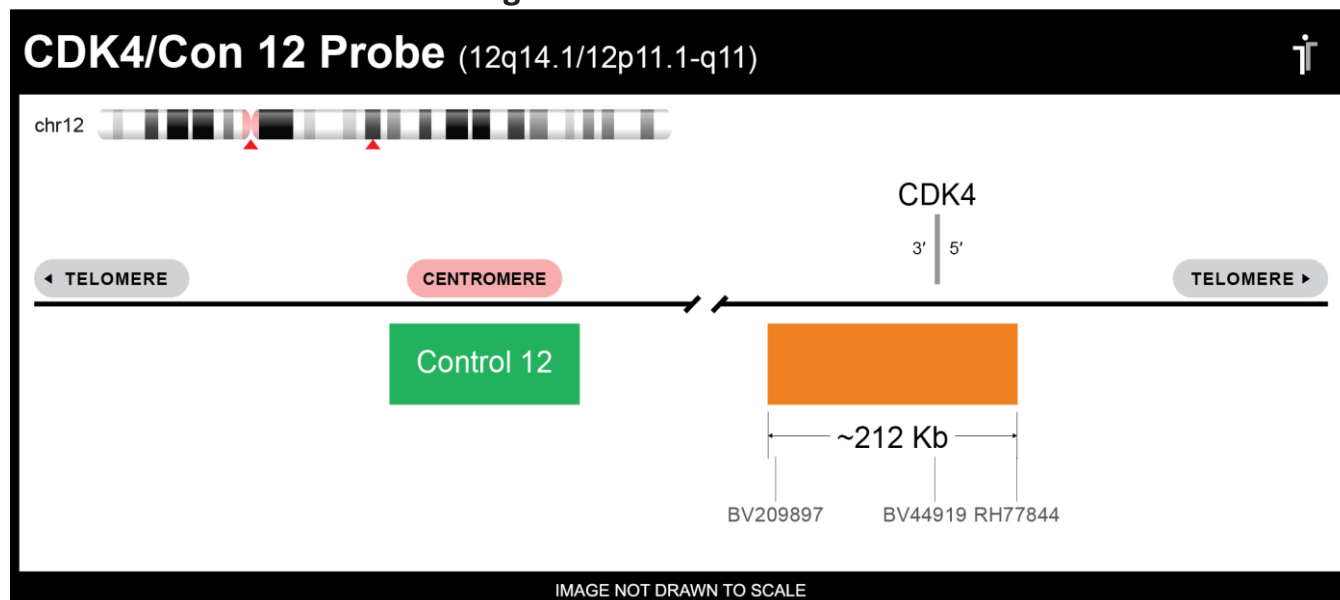 CDK4/Con 12 Probe (12q14.1/12p11.1-q11)
chr12
CDK4
3′ 5′
◂ TELOMERE
CENTROMERE
TELOMERE ▸
Control 12
~212 Kb
BV209897
BV44919 RH77844
IMAGE NOT DRAWN TO SCALE